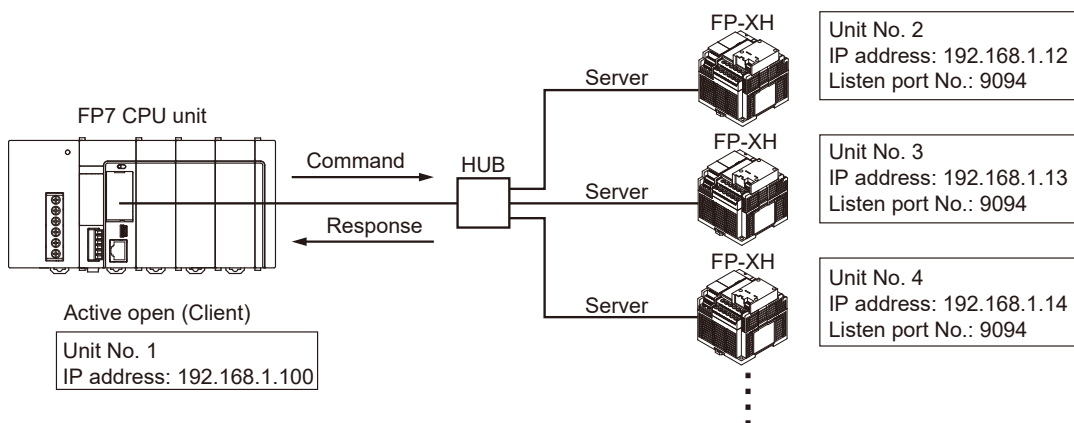 FP-XH
Unit No. 2
IP address: 192.168.1.12
Listen port No.: 9094
Server
FP7 CPU unit
FP-XH
Command
HUB
Unit No. 3
IP address: 192.168.1.13
Listen port No.: 9094
Server
Response
FP-XH
Unit No. 4
IP address: 192.168.1.14
Listen port No.: 9094
Server
Active open (Client)
Unit No. 1
IP address: 192.168.1.100